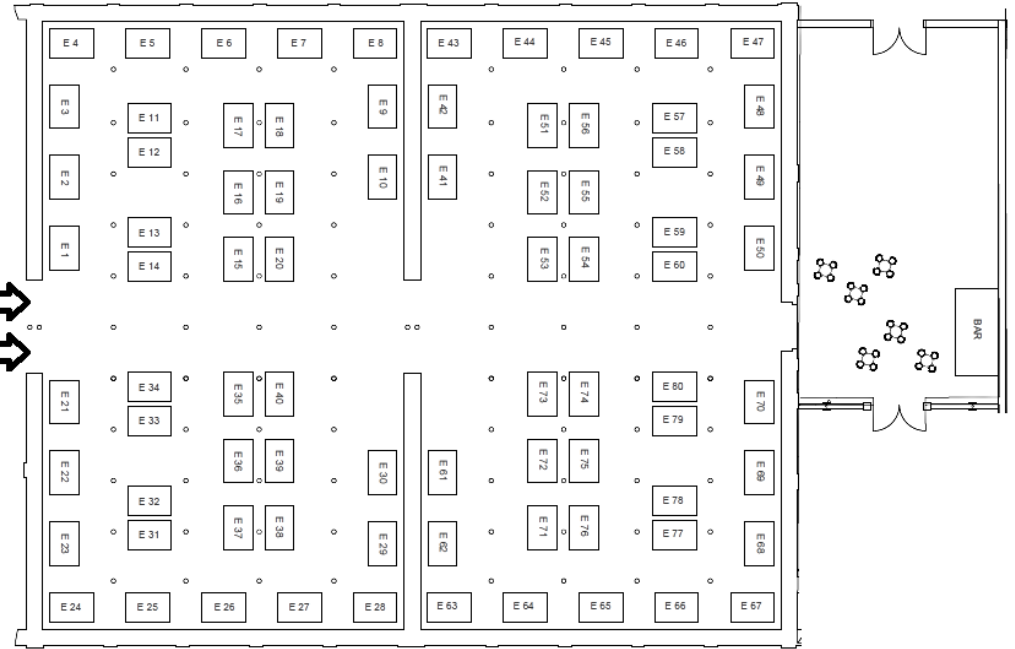 E 4 E 5 E 6 E 7 E 8 E 43 E 44 E 45 E 46 E 47
E 3 E 11 E 17 E 18 E 9 E 42 E 51 E 56 E 57 E 48
E 12 E 58
E 2 E 16 E 19 E 10 E 41 E 52 E 55 E 49
E 1 E 13 E 59 E 50
E 14 E 15 E 20 E 53 E 54 E 60
BAR
E 21 E 34 E 35 E 40 E 73 E 74 E 80 E 70
E 33 E 79
E 22 E 36 E 39 E 30 E 61 E 72 E 75 E 69
E 32 E 78
E 23 E 31 E 37 E 38 E 29 E 62 E 71 E 76 E 77 E 68
E 24 E 25 E 26 E 27 E 28 E 63 E 64 E 65 E 66 E 67